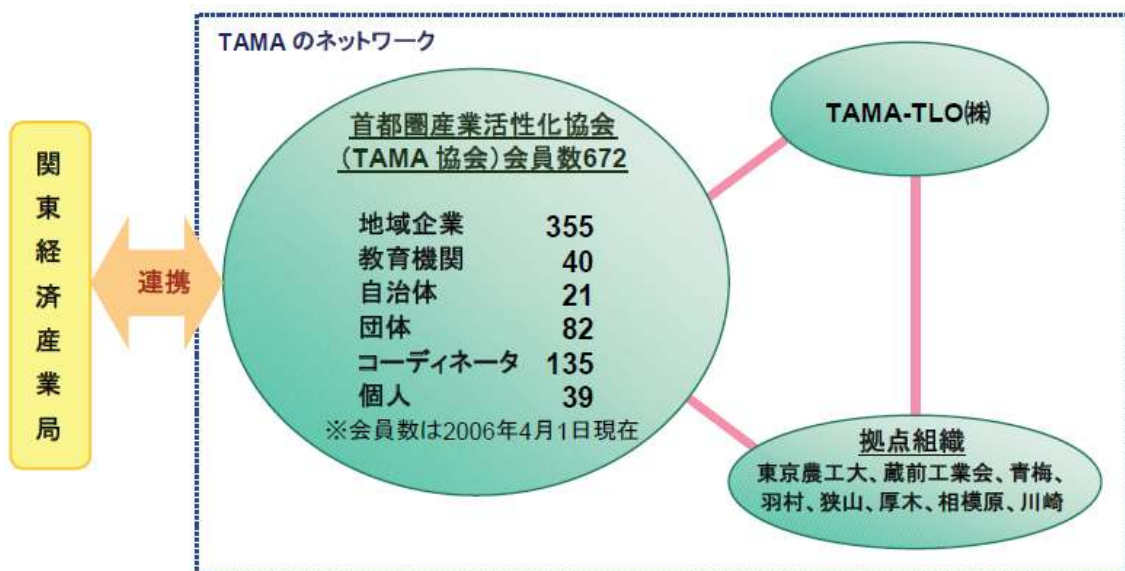 TAMA のネットワーク
関東経済産業局
連携
首都圏産業活性化協会
(TAMA 協会)会員数672
地域企業 355
教育機関 40
自治体 21
団体 82
コーディネータ 135
個人 39
※会員数は2006年4月1日現在
TAMA-TLO㈱
拠点組織
東京農工大、蔵前工業会、青梅、
羽村、狭山、厚木、相模原、川崎